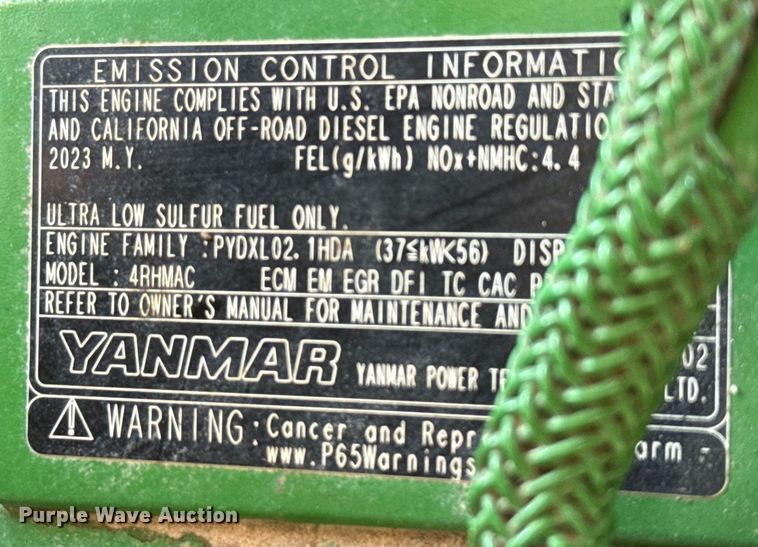 EMISSION CONTROL INFORMATI
THIS ENGINE COMPLIES WITH U.S. EPA NONROAD AND STA
AND CALIFORNIA OFF-ROAD DIESEL ENGINE REGULATIO
2023 M.Y. FEL(g/kWh) NOx+NMHC:4.4
ULTRA LOW SULFUR FUEL ONLY.
ENGINE FAMILY :PYDXL02.1HDA (37≦kW<56) DISP
MODEL : 4RHMAC ECM EM EGR DFI TC CAC P
REFER TO OWNER'S MANUAL FOR MAINTENANCE AND
02
YANMAR YANMAR POWER TE LTD.
WARNING: Cancer and Repr arm -
www.P65Warnings
Purple Wave Auction